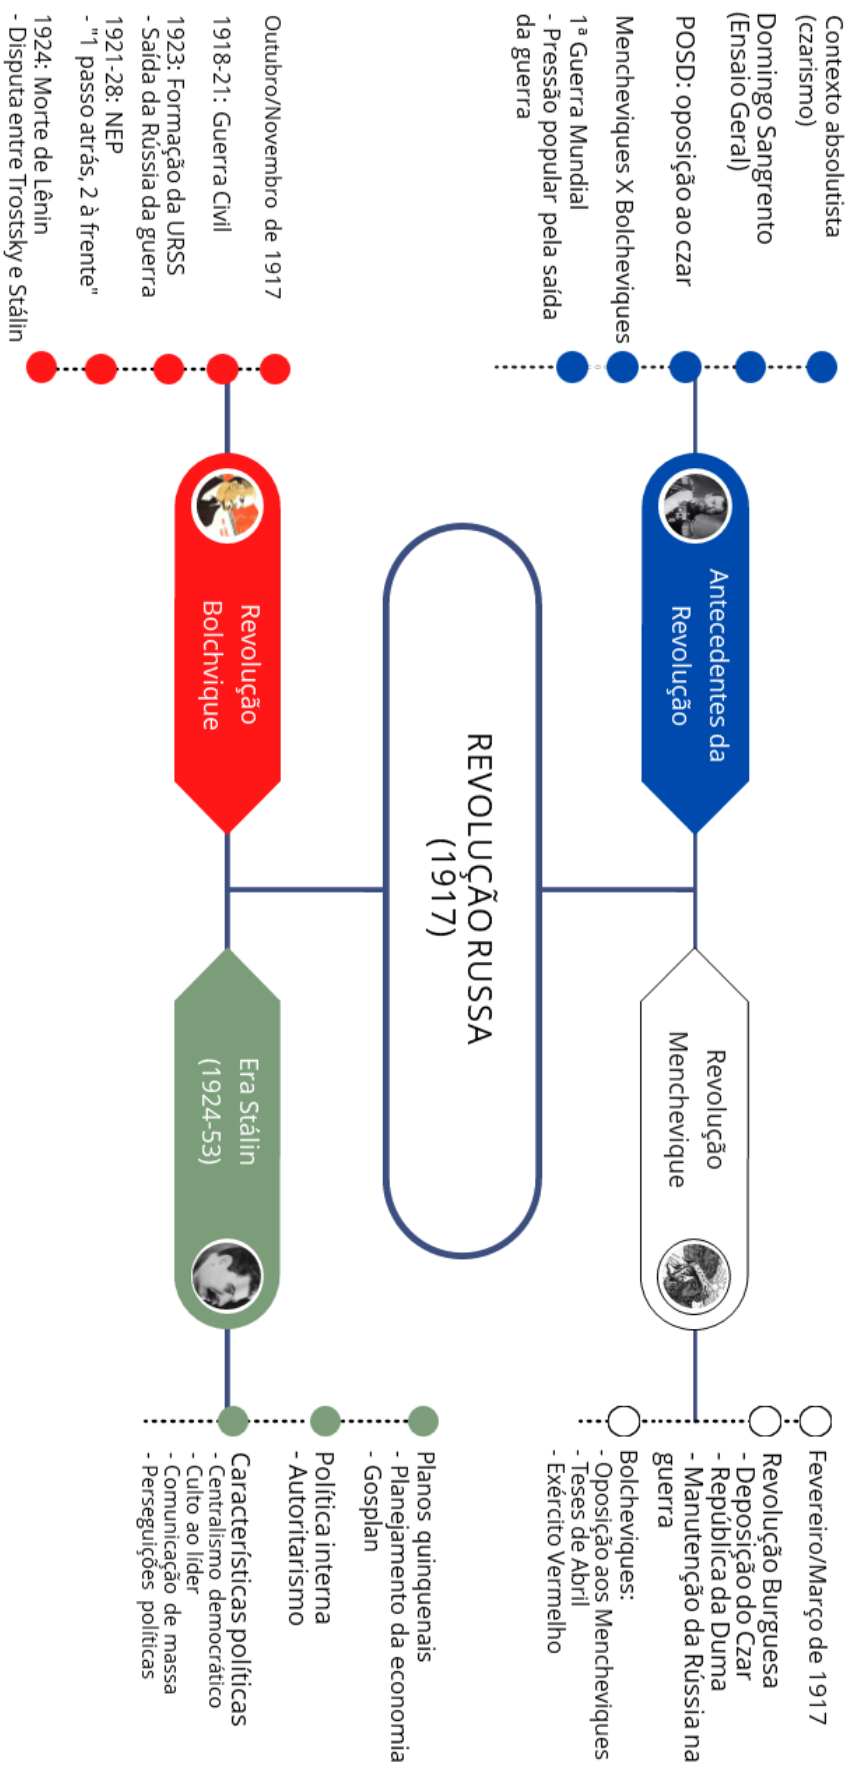 REVOLUÇÃO RUSSA
(1917)
Antecedentes da
Revolução
Contexto absolutista
(czarismo)
Domingo Sangrento
(Ensaio Geral)
POSD: oposição ao czar
Mencheviques X Bolcheviques
1ª Guerra Mundial
- Pressão popular pela saída
da guerra
Revolução
Menchevique
Fevereiro/Março de 1917
Revolução Burguesa
- Deposição do Czar
- República da Duma
- Manutenção da Rússia na
guerra
Bolcheviques:
- Oposição aos Mencheviques
- Teses de Abril
- Exército Vermelho
Revolução
Bolchvique
Outubro/Novembro de 1917
1918-21: Guerra Civil
1923: Formação da URSS
- Saída da Rússia da guerra
1921-28: NEP
- "1 passo atrás, 2 à frente"
1924: Morte de Lênin
- Disputa entre Trostsky e Stálin
Era Stálin
(1924-53)
Planos quinquenais
- Planejamento da economia
- Gosplan
Política interna
- Autoritarismo
Características políticas
- Centralismo democrático
- Culto ao líder
- Comunicação de massa
- Perseguições políticas